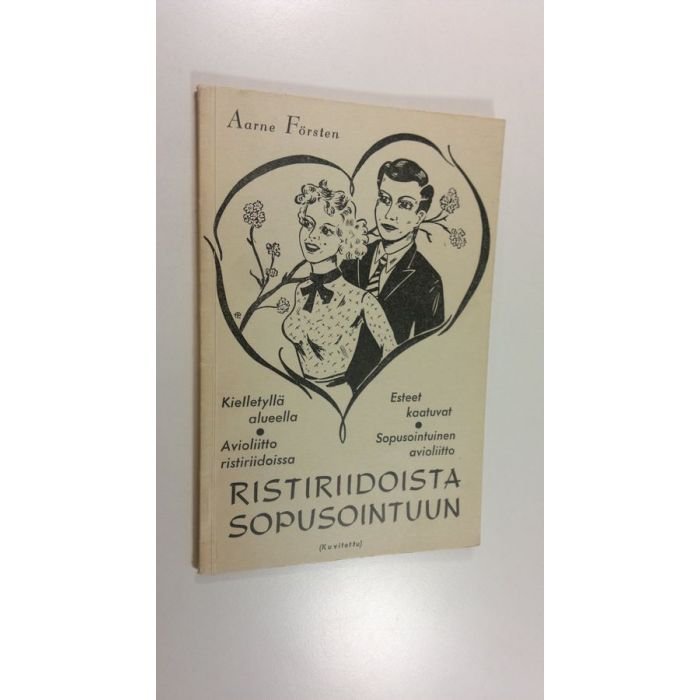 Aarne Försten
Kielletyllä
alueella
•
Avioliitto
ristiriidoissa
Esteet
kaatuvat
•
Sopusointuinen
avioliitto
RISTIRIIDOISTA
SOPUSOINTUUN
(Kuvitettu)